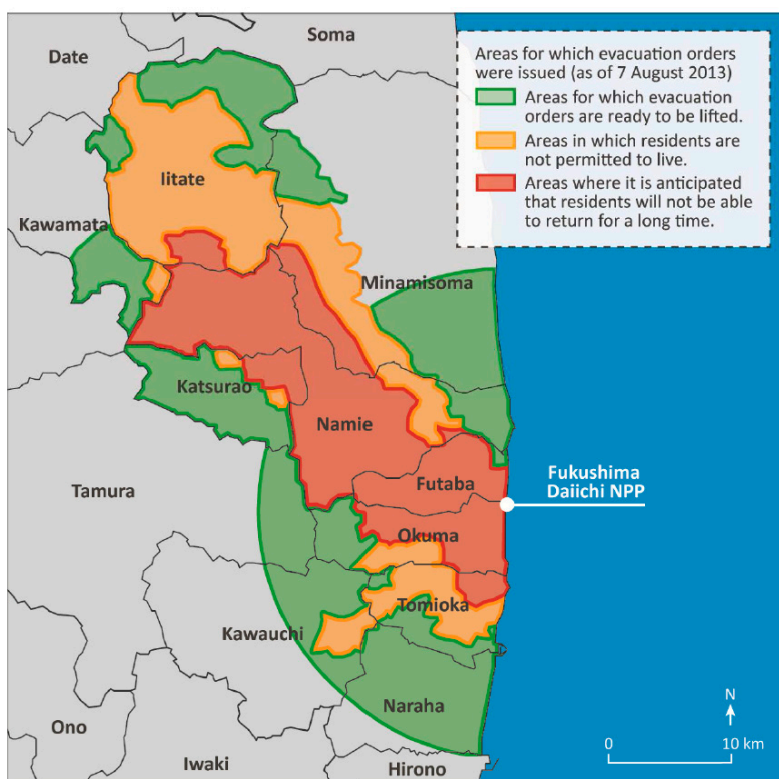 Soma
Date
Areas for which evacuation orders
were issued (as of 7 August 2013)
Areas for which evacuation
orders are ready to be lifted.
Areas in which residents are
not permitted to live.
Areas where it is anticipated
that residents will not be able
to return for a long time.
Iitate
Kawamata
Minamisoma
Katsurao
Namie
Tamura
Futaba
Fukushima
Daiichi NPP
Okuma
Tomioka
Kawauchi
Naraha
N
Ono
Iwaki
Hirono
0
10 km